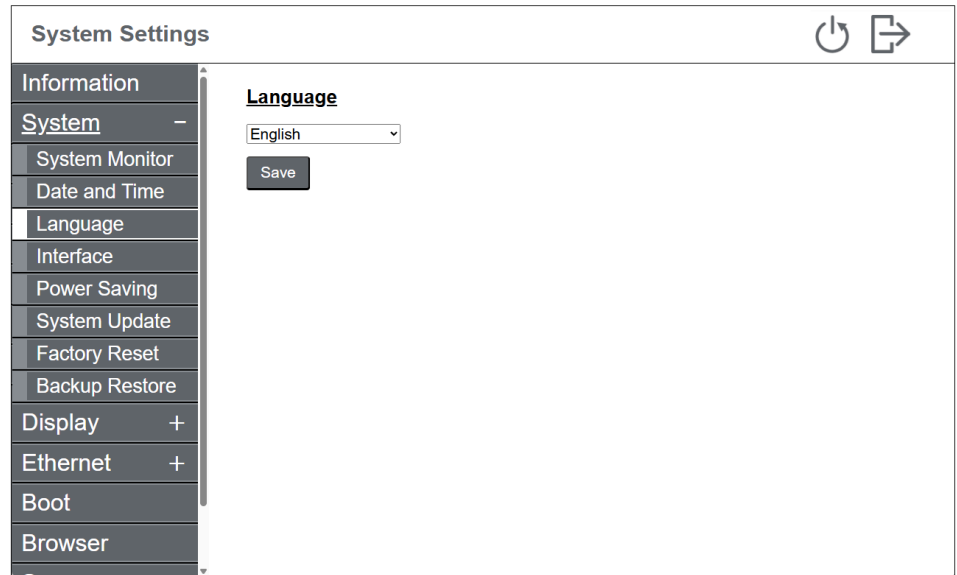 System Settings
Information
System −
System Monitor
Date and Time
Language
Interface
Power Saving
System Update
Factory Reset
Backup Restore
Display +
Ethernet +
Boot
Browser
Language
English
Save